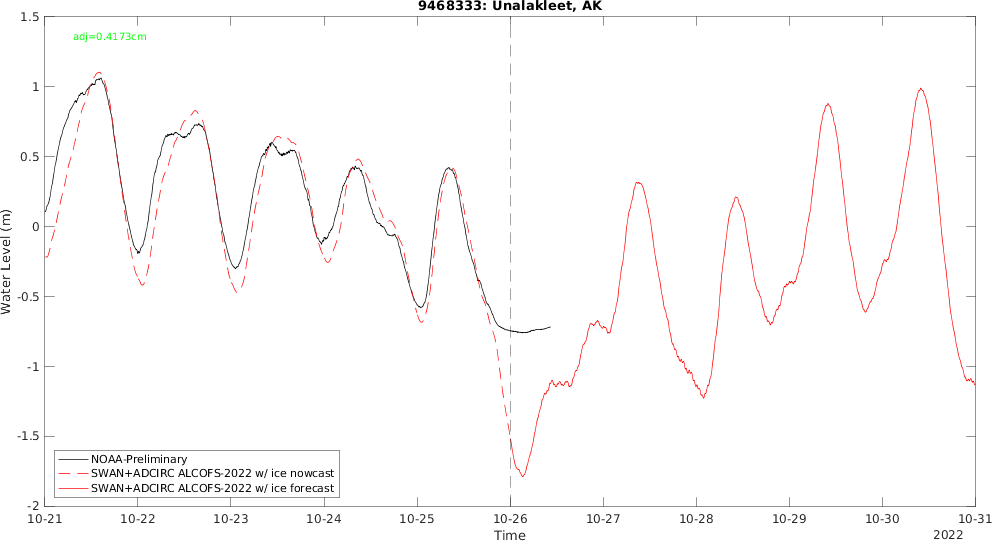 9468333: Unalakleet, AK
adj=0.4173cm
1.5
1
0.5
0
-0.5
-1
-1.5
-2
Water Level (m)
NOAA-Preliminary
SWAN+ADCIRC ALCOFS-2022 w/ ice nowcast
SWAN+ADCIRC ALCOFS-2022 w/ ice forecast
10-21 10-22 10-23 10-24 10-25 10-26 10-27 10-28 10-29 10-30 10-31
Time
2022